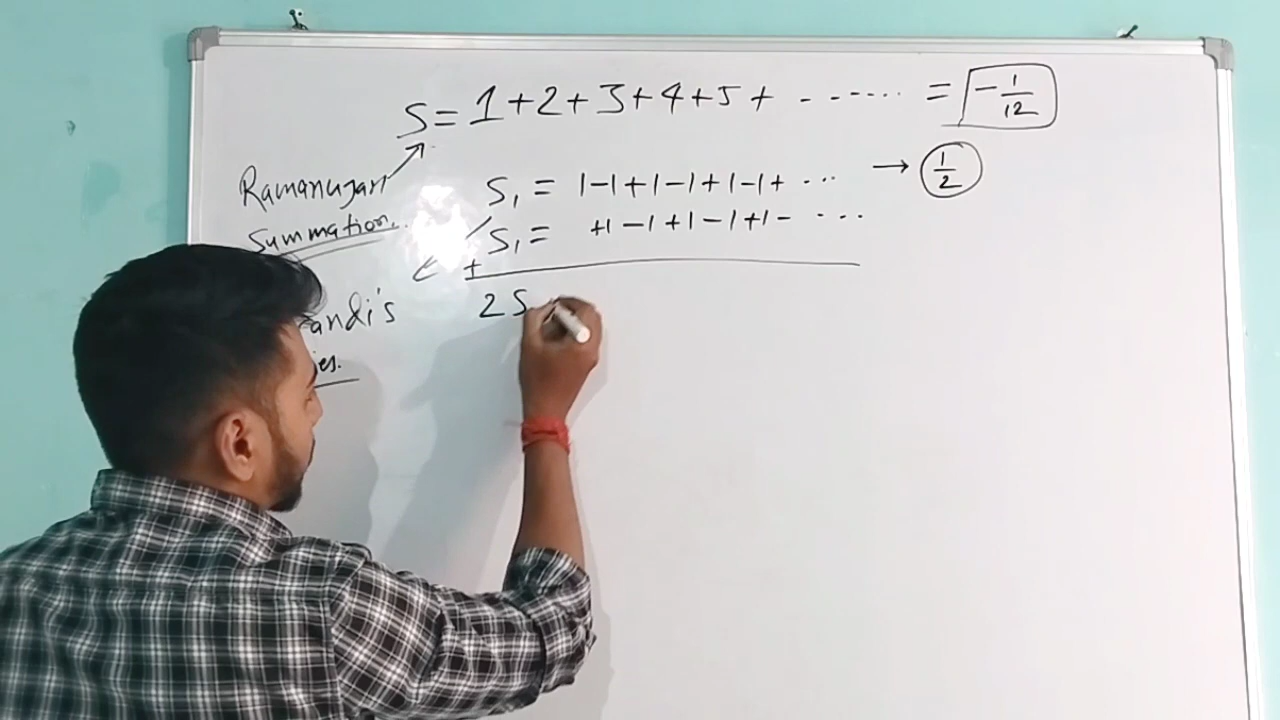 S = 1 + 2 + 3 + 4 + 5 + - ------ = -1/12
Ramanujan
Summation.
S₁ = 1 - 1 + 1 - 1 + 1 - 1 + ... → 1/2
S₁ = +1 - 1 + 1 - 1 + 1 - ...
+
2S
andi's